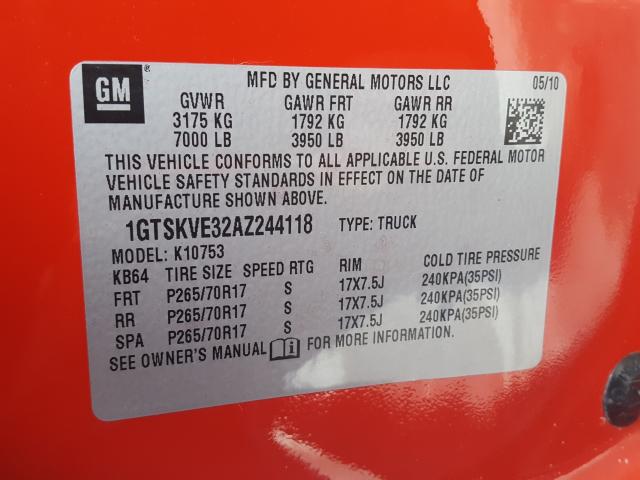 GM
MFD BY GENERAL MOTORS LLC 05/10
GVWR GAWR FRT GAWR RR
3175 KG 1792 KG 1792 KG
7000 LB 3950 LB 3950 LB
THIS VEHICLE CONFORMS TO ALL APPLICABLE U.S. FEDERAL MOTOR
VEHICLE SAFETY STANDARDS IN EFFECT ON THE DATE OF
MANUFACTURE SHOWN ABOVE.
1GTSKVE32AZ244118 TYPE: TRUCK
MODEL: K10753
KB64 TIRE SIZE SPEED RTG RIM COLD TIRE PRESSURE
FRT P265/70R17 S 17X7.5J 240KPA(35PSI)
RR P265/70R17 S 17X7.5J 240KPA(35PSI)
SPA P265/70R17 S 17X7.5J 240KPA(35PSI)
SEE OWNER'S MANUAL FOR MORE INFORMATION.